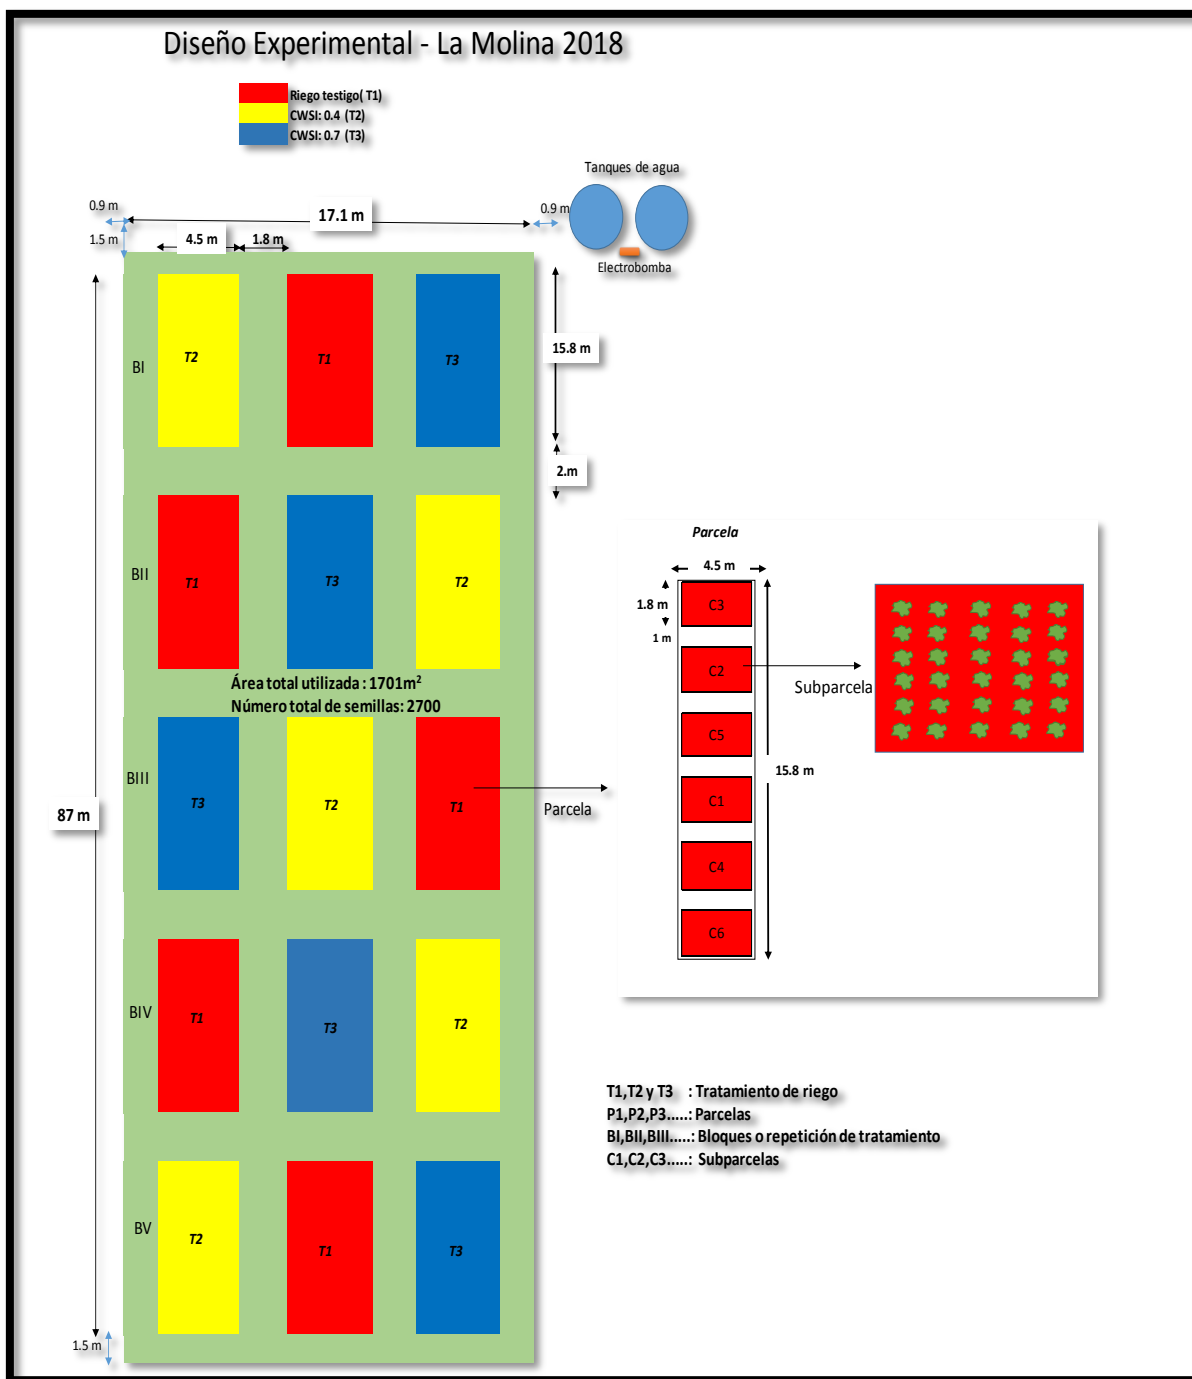 Diseño Experimental - La Molina 2018
Riego testigo( T1)
CWSI: 0.4 (T2)
CWSI: 0.7 (T3)
Tanques de agua
Electrobomba
0.9 m
17.1 m
0.9 m
1.5 m
4.5 m
1.8 m
BI
T2
T1
T3
15.8 m
2.m
BII
T1
T3
T2
Área total utilizada : 1701m²
Número total de semillas: 2700
BIII
T3
T2
T1
87 m
Parcela
BIV
T1
T3
T2
BV
T2
T1
T3
1.5 m
Parcela
4.5 m
1.8 m
1 m
C3
C2
C5
C1
C4
C6
15.8 m
Subparcela
T1,T2 y T3 : Tratamiento de riego
P1,P2,P3.....: Parcelas
BI,BII,BIII.....: Bloques o repetición de tratamiento
C1,C2,C3.....: Subparcelas